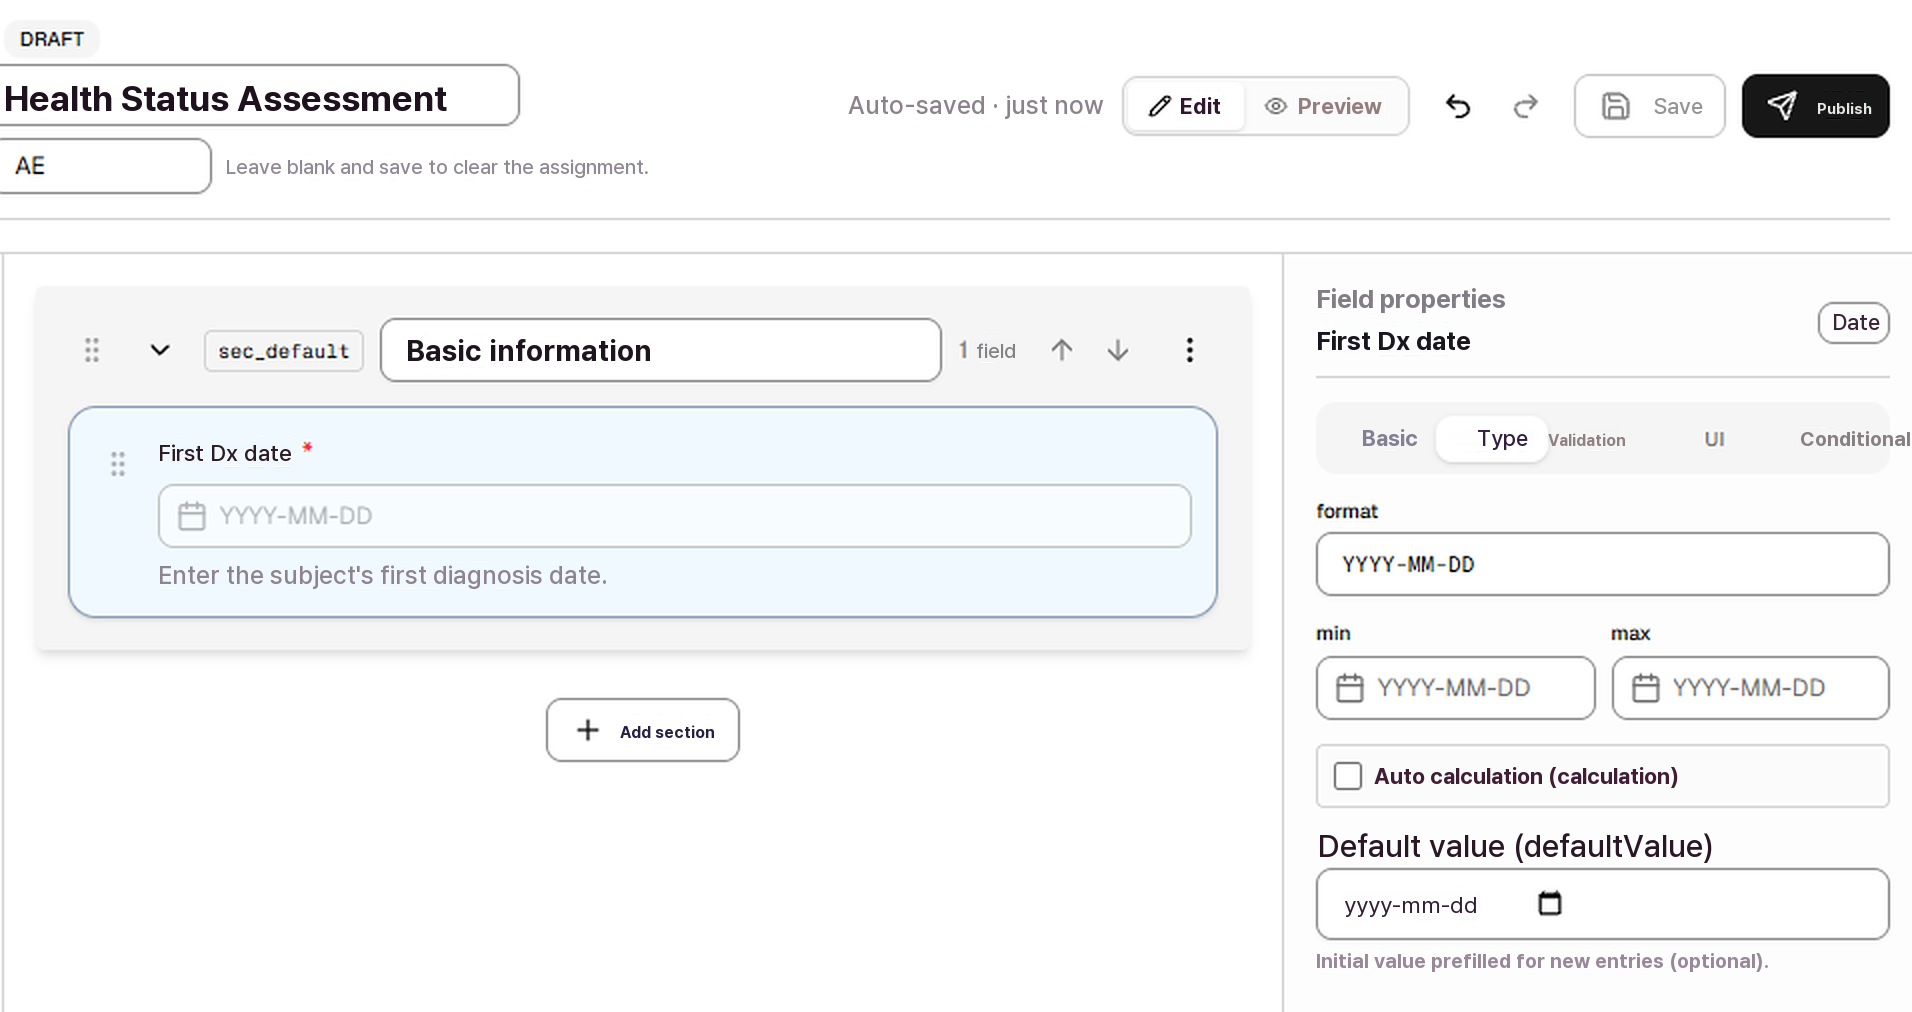 DRAFT
Health Status Assessment
Auto-saved · just now
Edit
Preview
Save
Publish
AE
Leave blank and save to clear the assignment.
sec_default
Basic information
1 field
First Dx date *
YYYY-MM-DD
Enter the subject's first diagnosis date.
Add section
Field properties
First Dx date
Date
Basic
Type
Validation
UI
Conditional
format
YYYY-MM-DD
min
max
YYYY-MM-DD
YYYY-MM-DD
Auto calculation (calculation)
Default value (defaultValue)
yyyy-mm-dd
Initial value prefilled for new entries (optional).